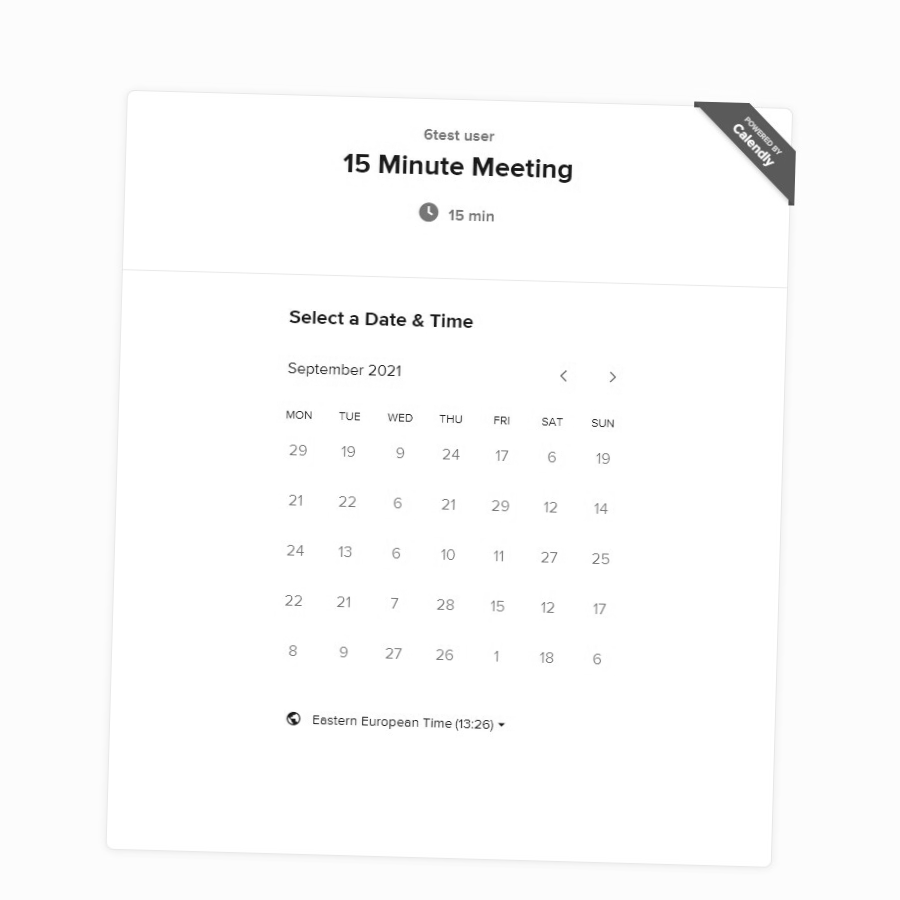 POWERED BY
Calendly
6test user
15 Minute Meeting
15 min
Select a Date & Time
September 2021
MON TUE WED THU FRI SAT SUN
29 19 9 24 17 6 19
21 22 6 21 29 12 14
24 13 6 10 11 27 25
22 21 7 28 15 12 17
8 9 27 26 1 18 6
Eastern European Time (13:26)